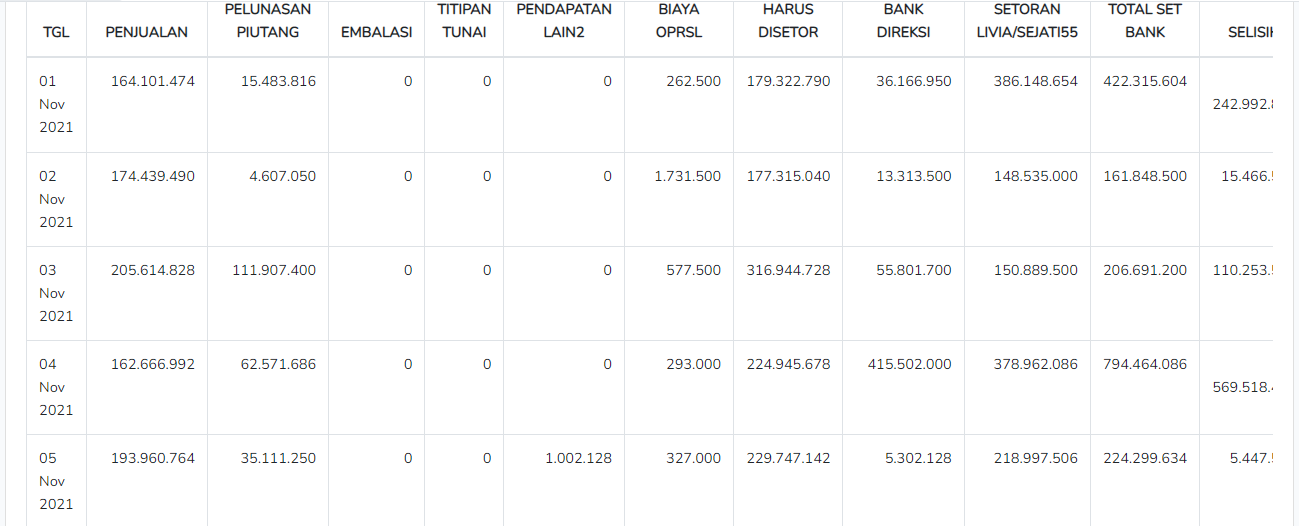 TGL PENJUALAN PELUNASAN PIUTANG EMBALASI TITIPAN TUNAI PENDAPATAN LAIN2 BIAYA OPRSL HARUS DISETOR BANK DIREKSI SETORAN LIVIA/SEJATI55 TOTAL SET BANK
01 Nov 2021 164.101.474 15.483.816 0 0 0 262.500 179.322.790 36.166.950 386.148.654 422.315.604
02 Nov 2021 174.439.490 4.607.050 0 0 0 1.731.500 177.315.040 13.313.500 148.535.000 161.848.500
03 Nov 2021 205.614.828 111.907.400 0 0 0 577.500 316.944.728 55.801.700 150.889.500 206.691.200
04 Nov 2021 162.666.992 62.571.686 0 0 0 293.000 224.945.678 415.502.000 378.962.086 794.464.086
05 Nov 2021 193.960.764 35.111.250 0 0 1.002.128 327.000 229.747.142 5.302.128 218.997.506 224.299.634